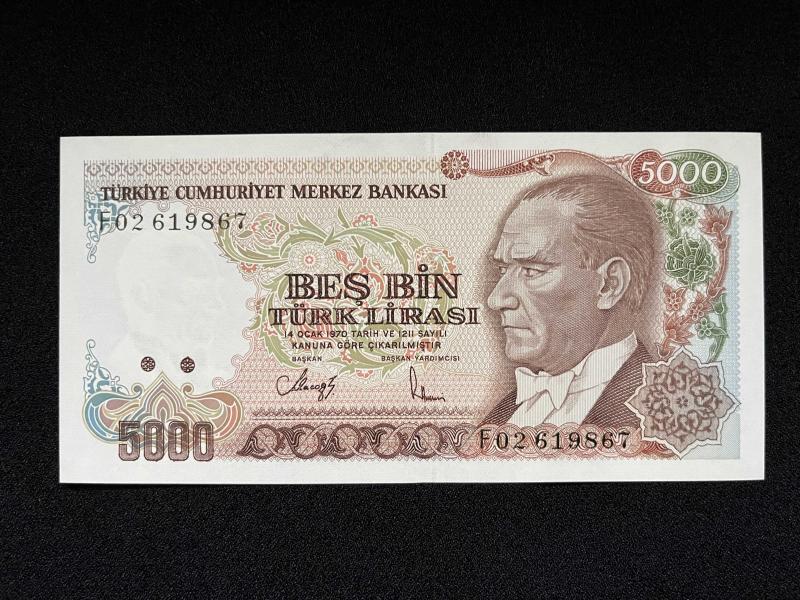 5000
TÜRKİYE CUMHURİYET MERKEZ BANKASI
F02 619867
BEŞ BİN
TÜRK LİRASI
14 OCAK 1970 TARİH VE 1211 SAYILI
KANUNA GÖRE ÇIKARILMIŞTIR
BAŞKAN BAŞKAN YARDIMCISI
5000
F02 619867